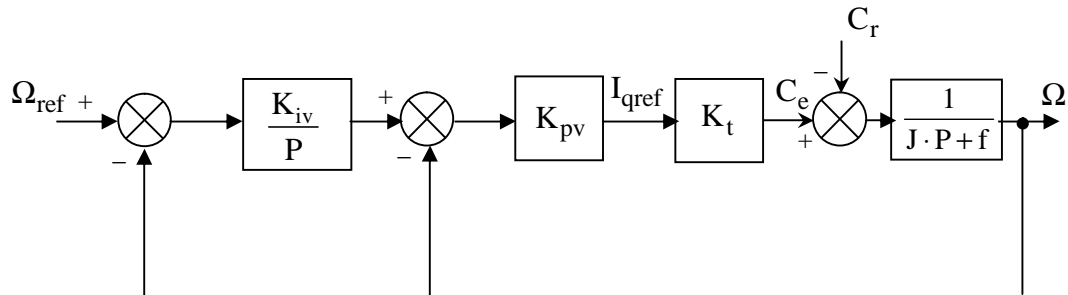 C_r
Ω_ref + − K_iv / P + − K_pv I_qref K_t C_e − + 1 / (J · P + f) Ω